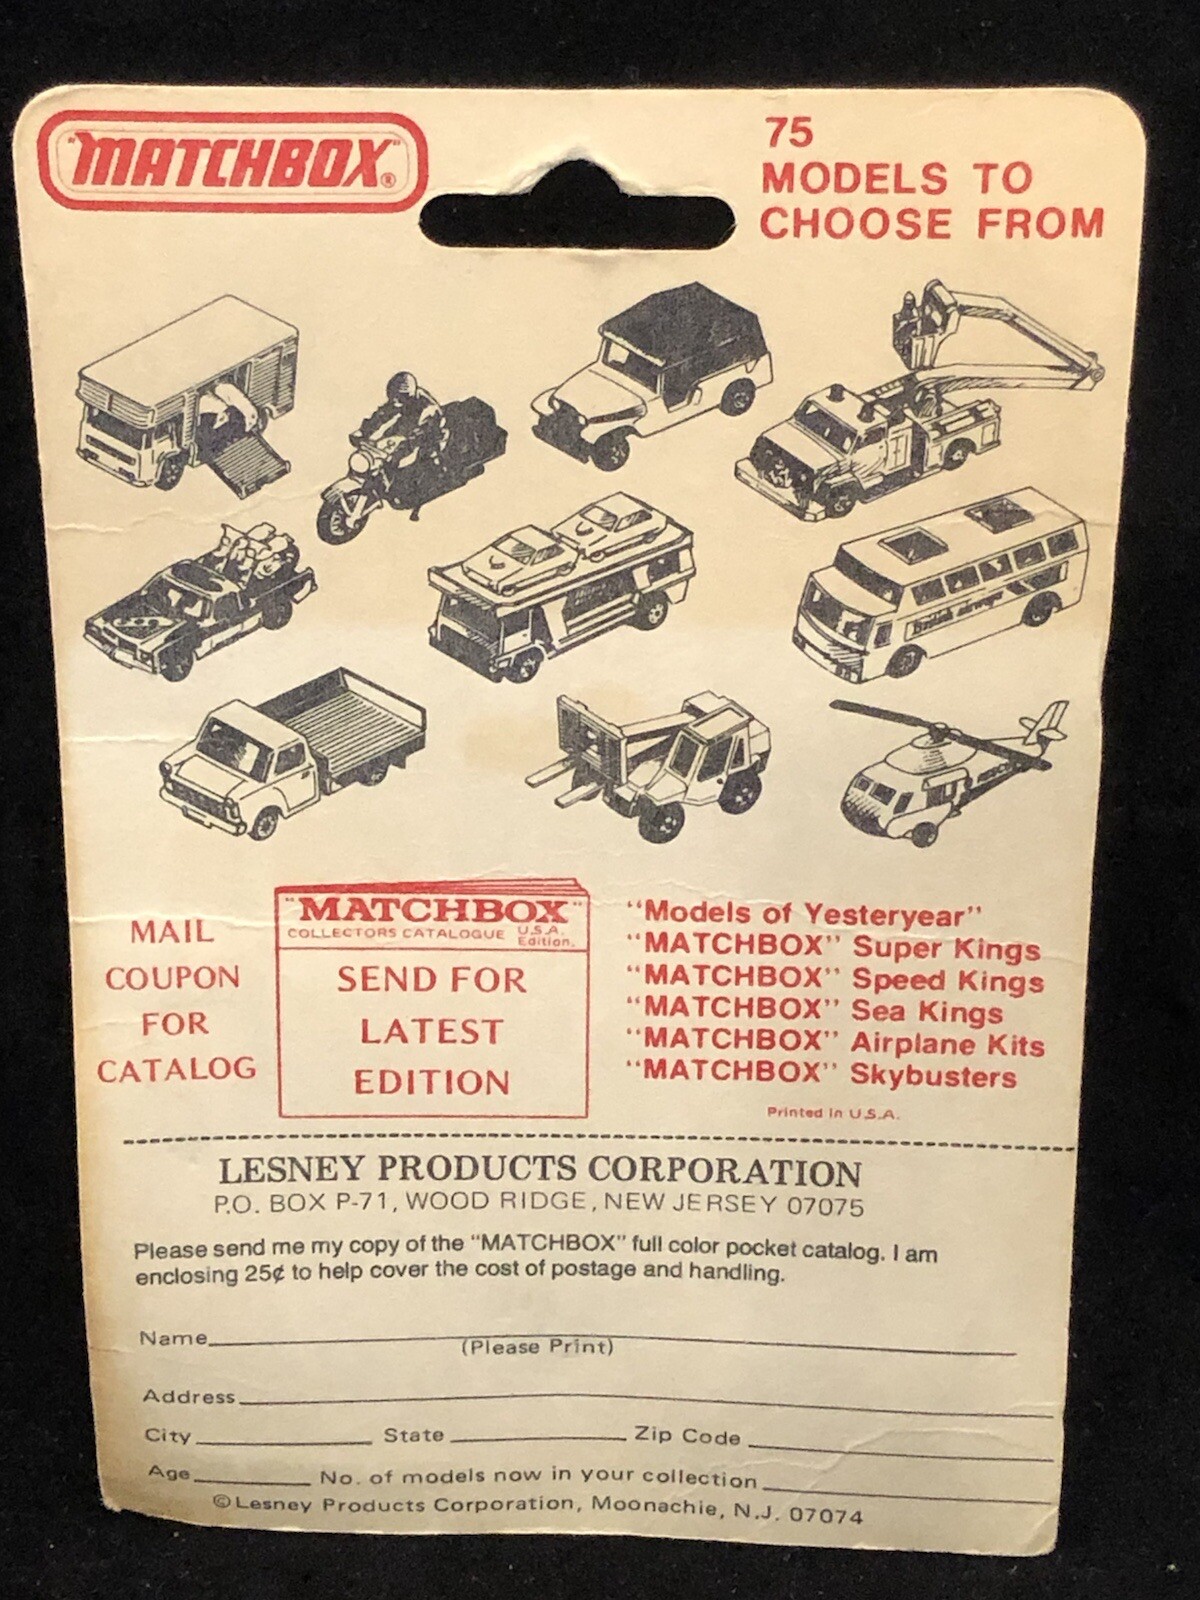 "MATCHBOX"®
75
MODELS TO
CHOOSE FROM
British airways
MAIL
COUPON
FOR
CATALOG
"MATCHBOX"
COLLECTORS CATALOGUE U.S.A. Edition.
SEND FOR
LATEST
EDITION
"Models of Yesteryear"
"MATCHBOX" Super Kings
"MATCHBOX" Speed Kings
"MATCHBOX" Sea Kings
"MATCHBOX" Airplane Kits
"MATCHBOX" Skybusters
Printed in U.S.A.
LESNEY PRODUCTS CORPORATION
P.O. BOX P-71, WOOD RIDGE, NEW JERSEY 07075
Please send me my copy of the "MATCHBOX" full color pocket catalog. I am
enclosing 25¢ to help cover the cost of postage and handling.
Name
(Please Print)
Address
City State Zip Code
Age No. of models now in your collection
©Lesney Products Corporation, Moonachie, N.J. 07074